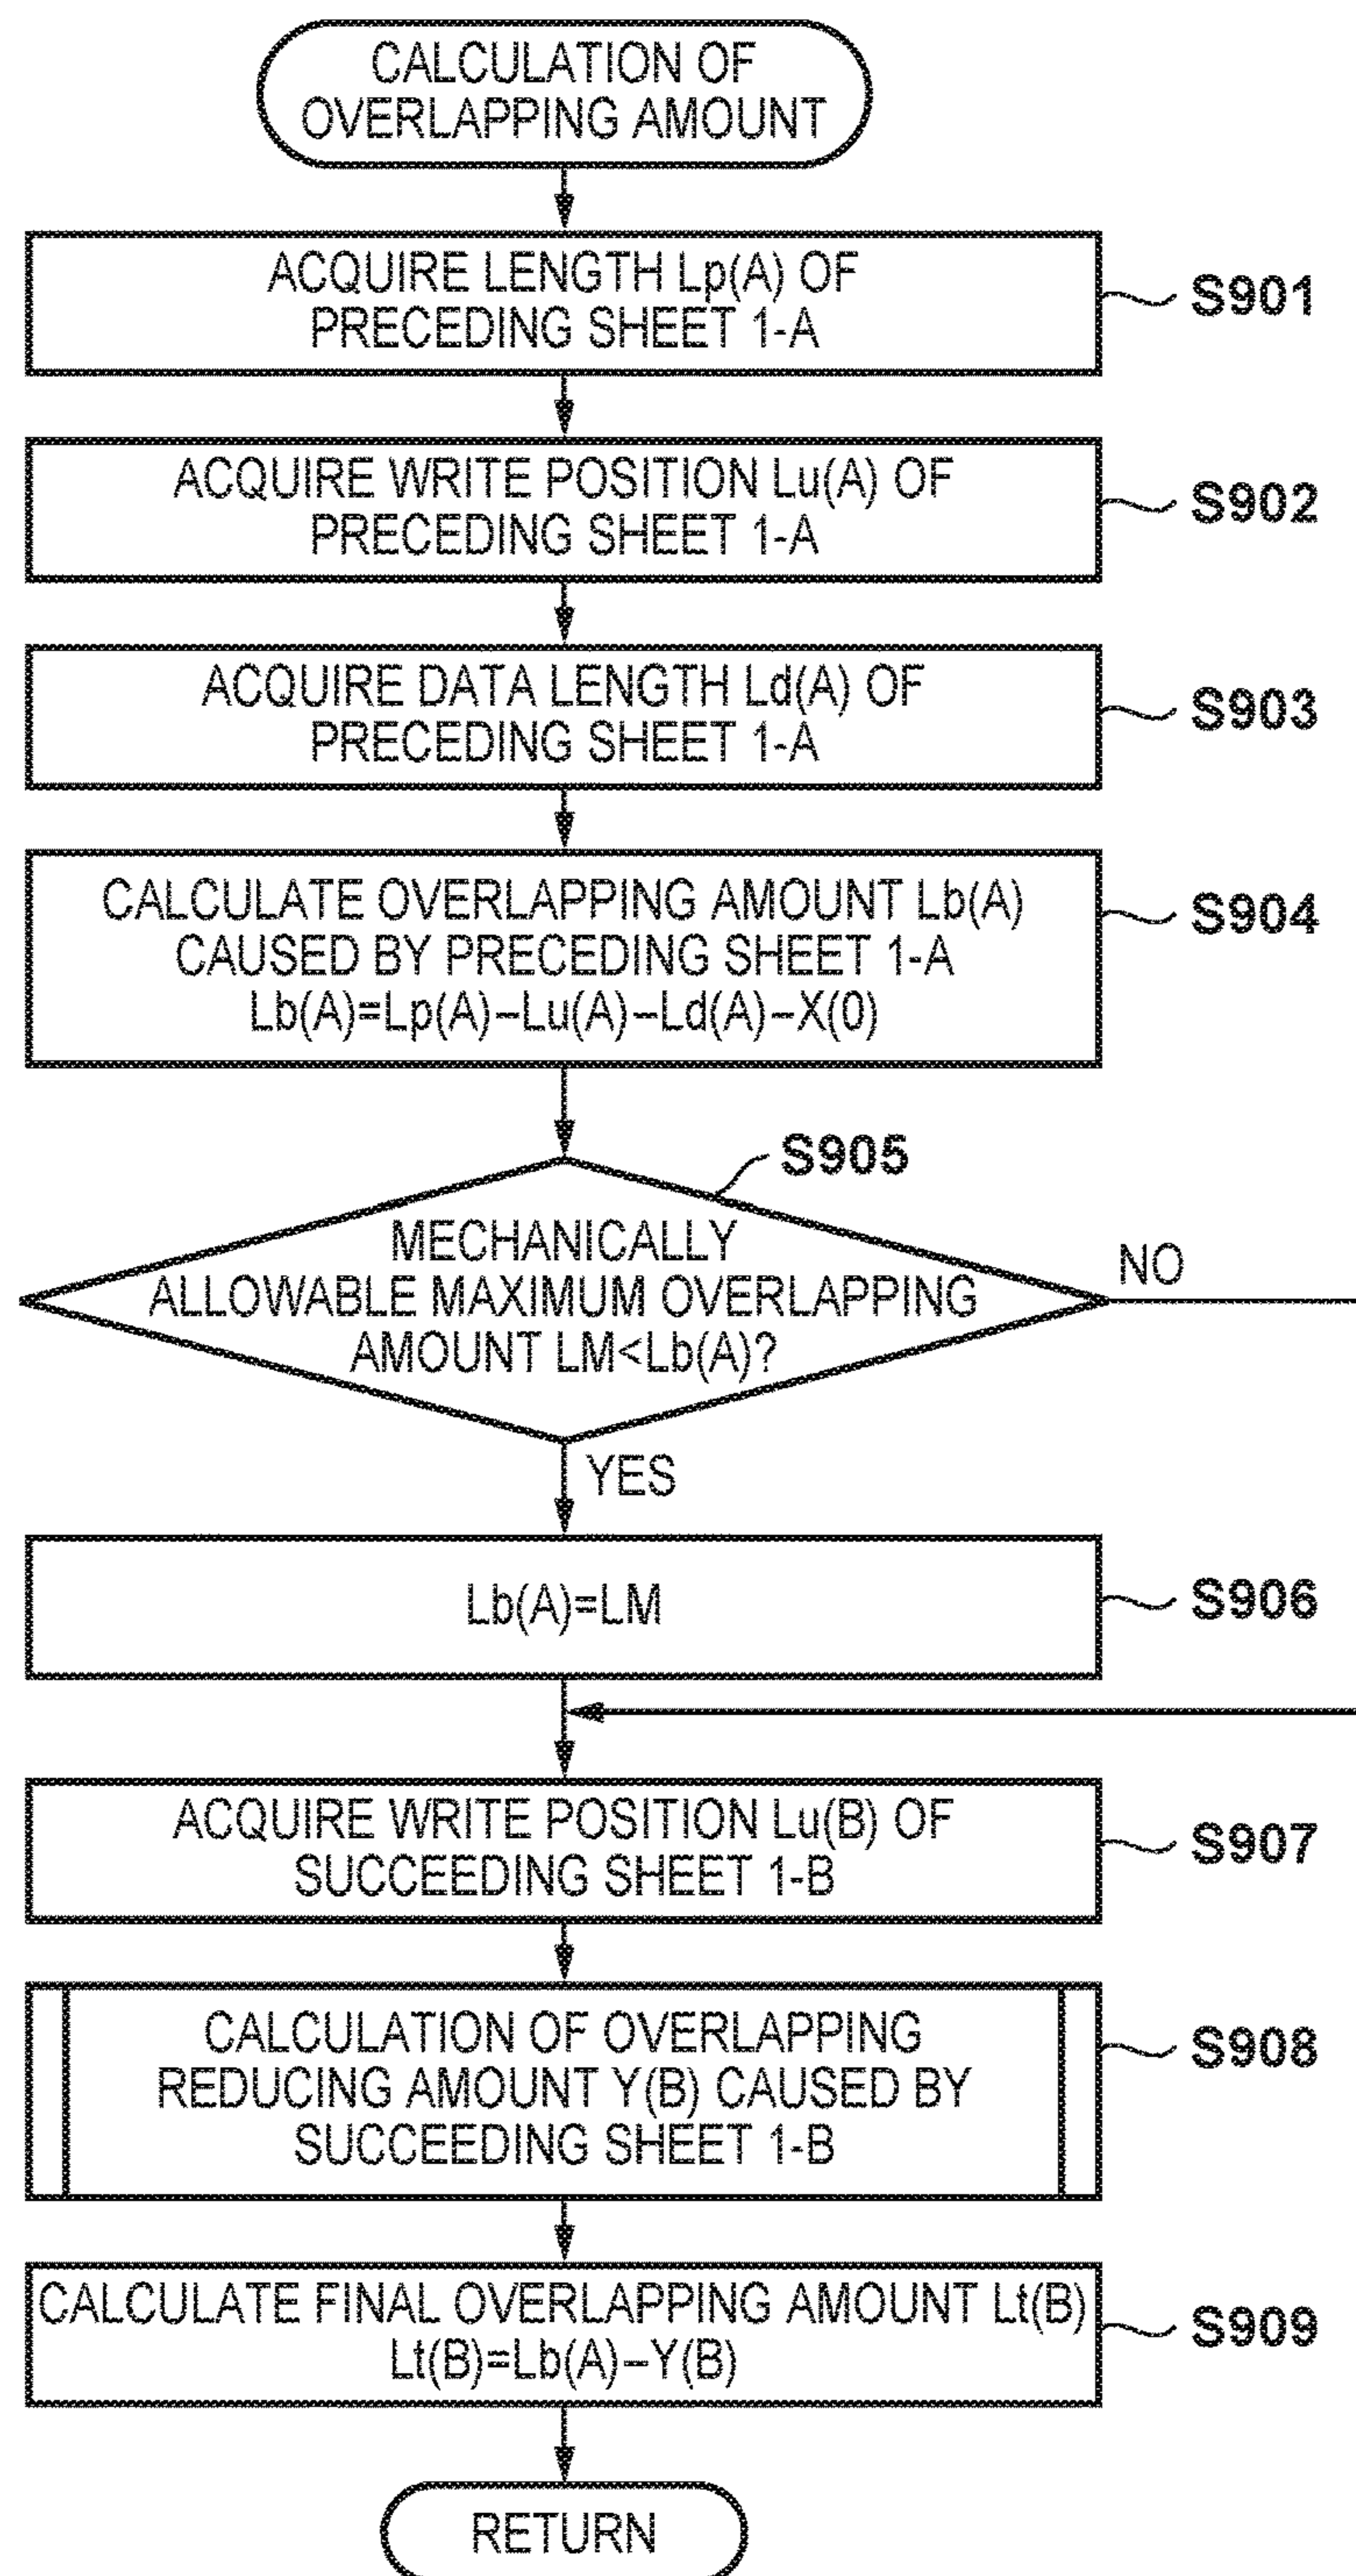 CALCULATION OF
OVERLAPPING AMOUNT
ACQUIRE LENGTH Lp(A) OF
PRECEDING SHEET 1-A
S901
ACQUIRE WRITE POSITION Lu(A) OF
PRECEDING SHEET 1-A
S902
ACQUIRE DATA LENGTH Ld(A) OF
PRECEDING SHEET 1-A
S903
CALCULATE OVERLAPPING AMOUNT Lb(A)
CAUSED BY PRECEDING SHEET 1-A
Lb(A)=Lp(A)–Lu(A)–Ld(A)–X(0)
S904
S905
MECHANICALLY
ALLOWABLE MAXIMUM OVERLAPPING
AMOUNT LM<Lb(A)?
NO
YES
Lb(A)=LM
S906
ACQUIRE WRITE POSITION Lu(B) OF
SUCCEEDING SHEET 1-B
S907
CALCULATION OF OVERLAPPING
REDUCING AMOUNT Y(B) CAUSED BY
SUCCEEDING SHEET 1-B
S908
CALCULATE FINAL OVERLAPPING AMOUNT Lt(B)
Lt(B)=Lb(A)–Y(B)
S909
RETURN